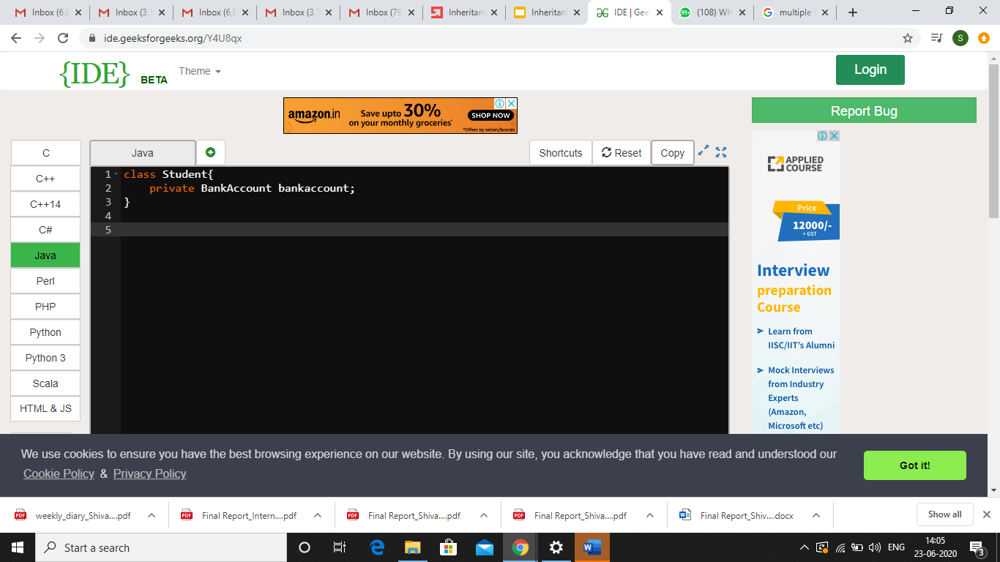 Inbox (6,8
Inbox (3,1
Inbox (6,8
Inbox (3,1
Inbox (79
Inheritan
Inheritan
IDE | Gee
99+
(108) Wh
multiple i
ide.geeksforgeeks.org/Y4U8qx
S
{IDE} BETA
Theme
Login
amazon.in
Save upto 30%
on your monthly groceries*
SHOP NOW
*Offers by sellers/brands
Report Bug
C
C++
C++14
C#
Java
Perl
PHP
Python
Python 3
Scala
HTML & JS
Java
Shortcuts
Reset
Copy
1 class Student{
2 private BankAccount bankaccount;
3 }
4
5
APPLIED
COURSE
Price
12000/-
+ GST
Interview
preparation
Course
Learn from
IISC/IIT's Alumni
Mock Interviews
from Industry
Experts
(Amazon,
Microsoft etc)
We use cookies to ensure you have the best browsing experience on our website. By using our site, you acknowledge that you have read and understood our
Cookie Policy & Privacy Policy
Got it!
weekly_diary_Shiva....pdf
Final Report_Intern....pdf
Final Report_Shiva....pdf
Final Report_Shiva....pdf
Final Report_Shiv....docx
Show all
Start a search
ENG
14:05
23-06-2020
3